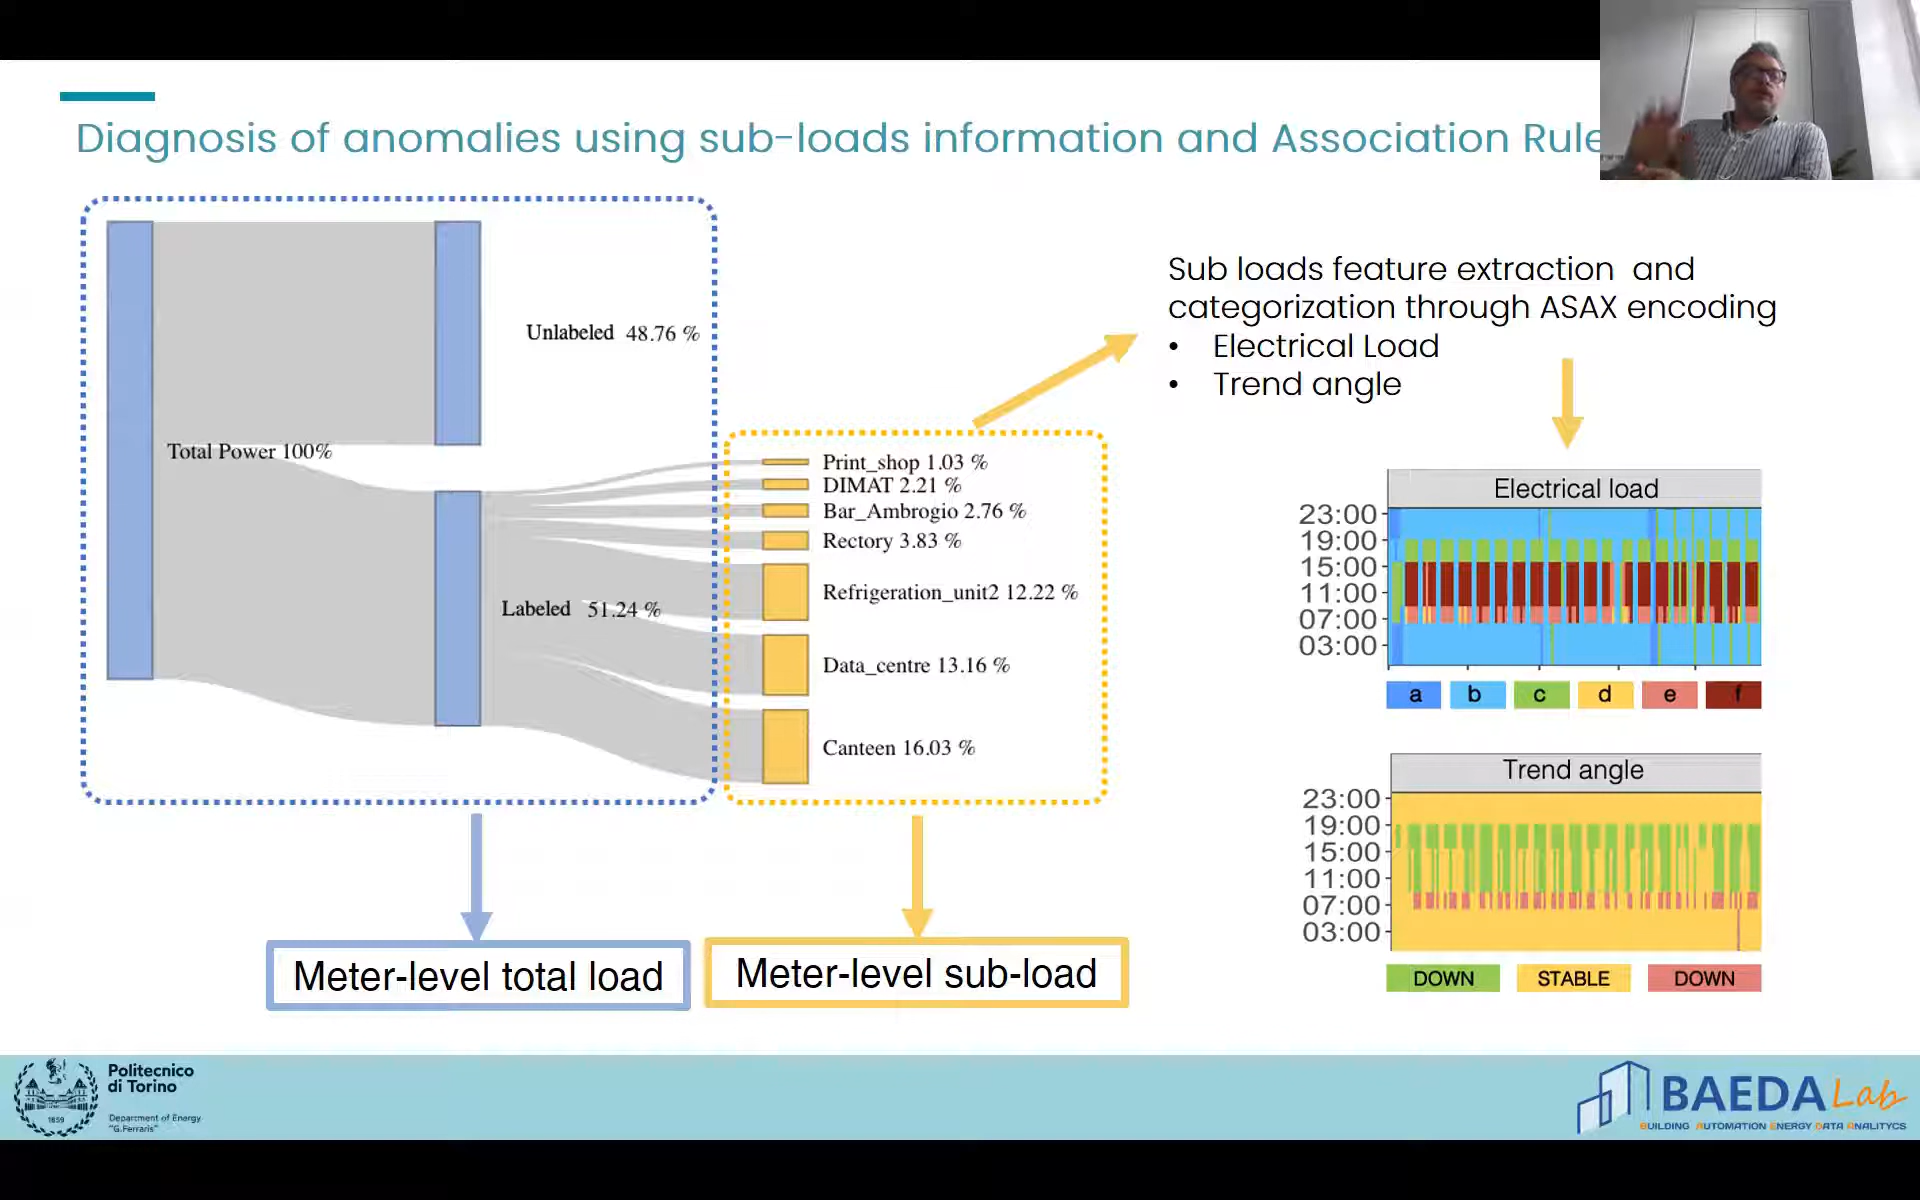 Diagnosis of anomalies using sub-loads information and Association Rule
Unlabeled 48.76 %
Total Power 100%
Labeled 51.24 %
Print_shop 1.03 %
DIMAT 2.21 %
Bar_Ambrogio 2.76 %
Rectory 3.83 %
Refrigeration_unit2 12.22 %
Data_centre 13.16 %
Canteen 16.03 %
Meter-level total load
Meter-level sub-load
Sub loads feature extraction and
categorization through ASAX encoding
• Electrical Load
• Trend angle
Electrical load
23:00
19:00
15:00
11:00
07:00
03:00
a b c d e f
Trend angle
23:00
19:00
15:00
11:00
07:00
03:00
DOWN STABLE DOWN
1859
Politecnico
di Torino
Department of Energy
"G.Ferraris"
BAEDA Lab
BUILDING AUTOMATION ENERGY DATA ANALITYCS